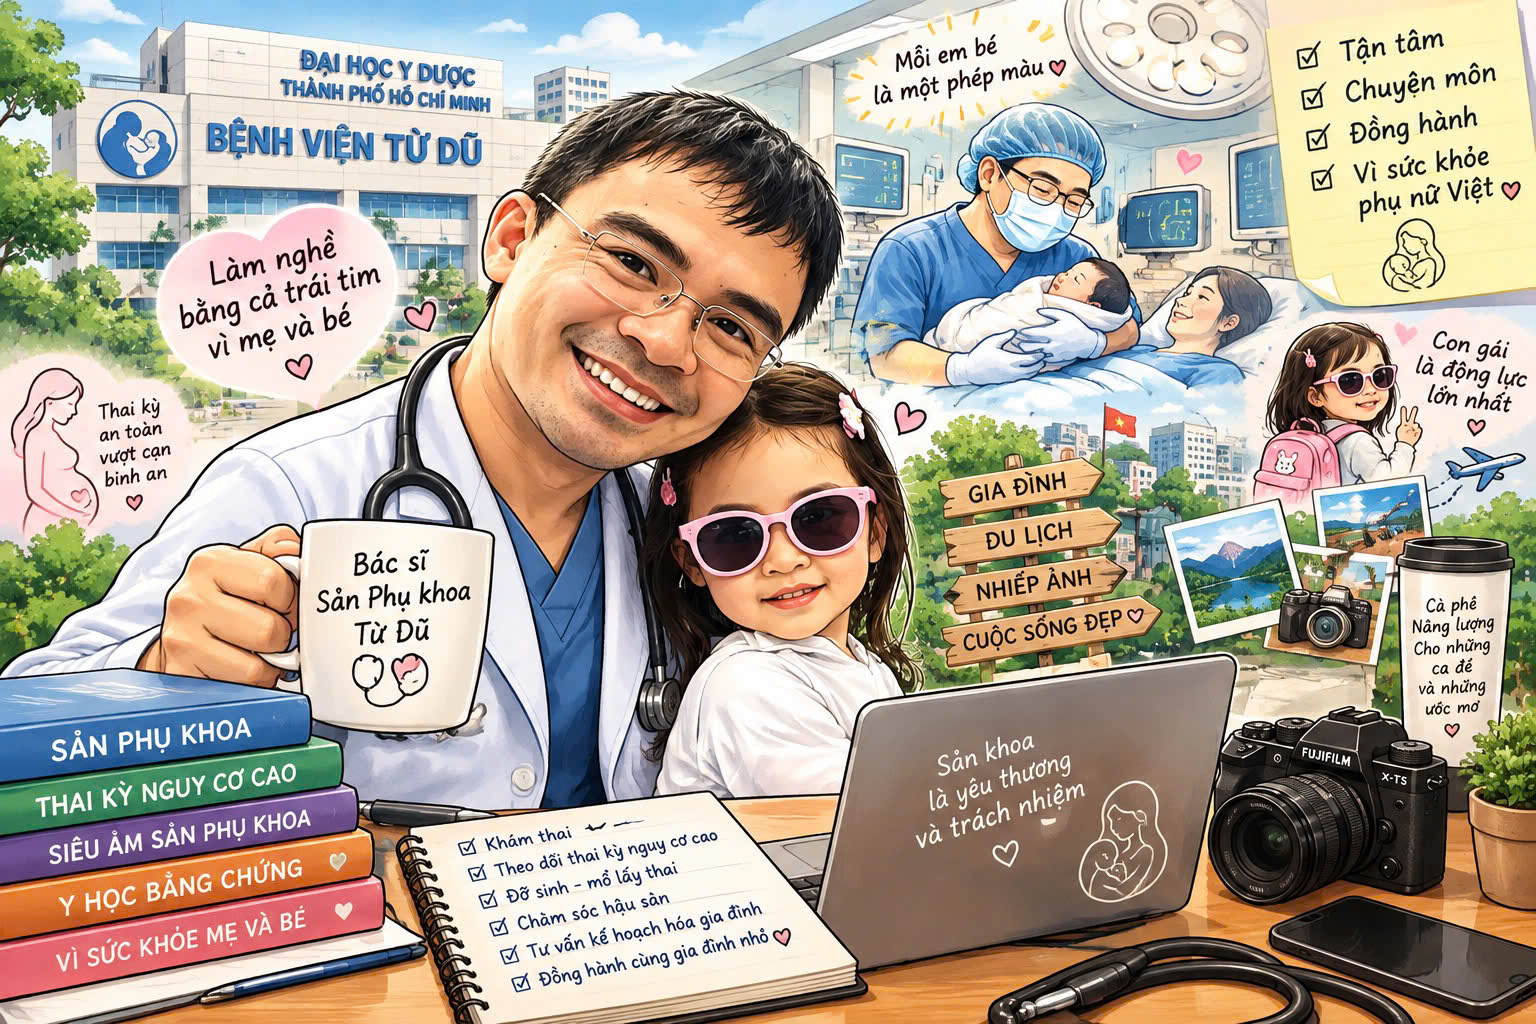 ĐẠI HỌC Y DƯỢC
THÀNH PHỐ HỒ CHÍ MINH
BỆNH VIỆN TỪ DŨ
Mỗi em bé
là một phép màu
Tận tâm
Chuyện môn
Đồng hành
Vì sức khỏe
phụ nữ Việt
Làm nghề
bằng cả trái tim
vì mẹ và bé
Con gái
là động lực
lớn nhất
Thai kỳ
an toàn
vượt cạn
bình an
GIA ĐÌNH
DU LỊCH
NHIẾP ẢNH
CUỘC SỐNG ĐẸP
Bác sĩ
Sản Phụ khoa
Từ Dũ
Cà phê
Năng lượng
Cho những
ca đề
và những
ước mơ
SẢN PHỤ KHOA
THAI KỲ NGUY CƠ CAO
SIÊU ÂM SẢN PHỤ KHOA
Y HỌC BẰNG CHỨNG
VÌ SỨC KHỎE MẸ VÀ BÉ
Khám thai
Theo dõi thai kỳ nguy cơ cao
Đỡ sinh - mổ lấy thai
Chăm sóc hậu sản
Tư vấn kế hoạch hóa gia đình
Đồng hành cùng gia đình nhỏ
Sản khoa
là yêu thương
và trách nhiệm
FUJIFILM
X-T5